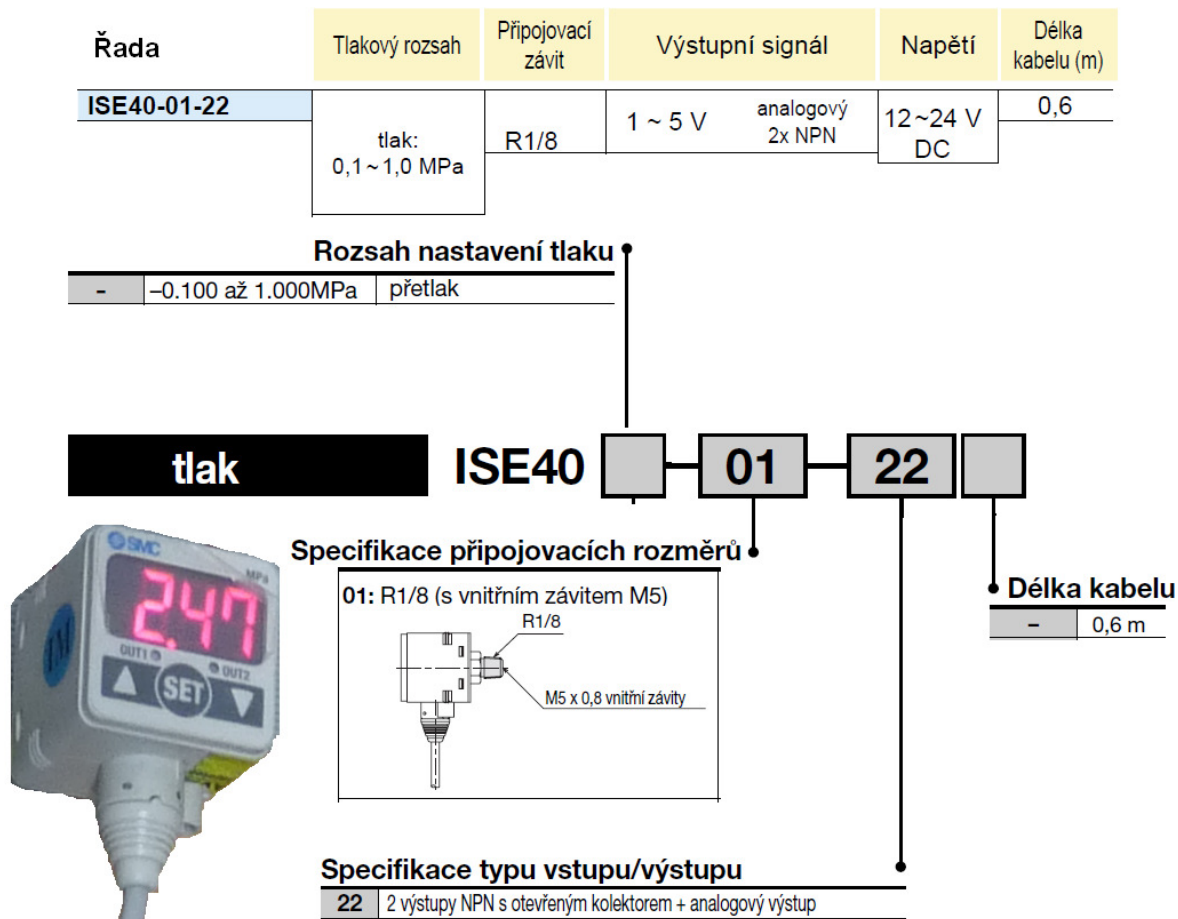 Řada
Tlakový rozsah
Připojovací
závit
Výstupní signál
Napětí
Délka
kabelu (m)
ISE40-01-22
tlak:
0,1 ~ 1,0 MPa
R1/8
1 ~ 5 V
analogový
2x NPN
12 ~24 V
DC
0,6
Rozsah nastavení tlaku
- –0.100 až 1.000MPa přetlak
tlak ISE40 01 22
SMC
MPa
2.47
OUT1 OUT2
SET
Specifikace připojovacích rozměrů
01: R1/8 (s vnitřním závitem M5)
R1/8
M5 x 0,8 vnitřní závity
Délka kabelu
– 0,6 m
Specifikace typu vstupu/výstupu
22 2 výstupy NPN s otevřeným kolektorem + analogový výstup